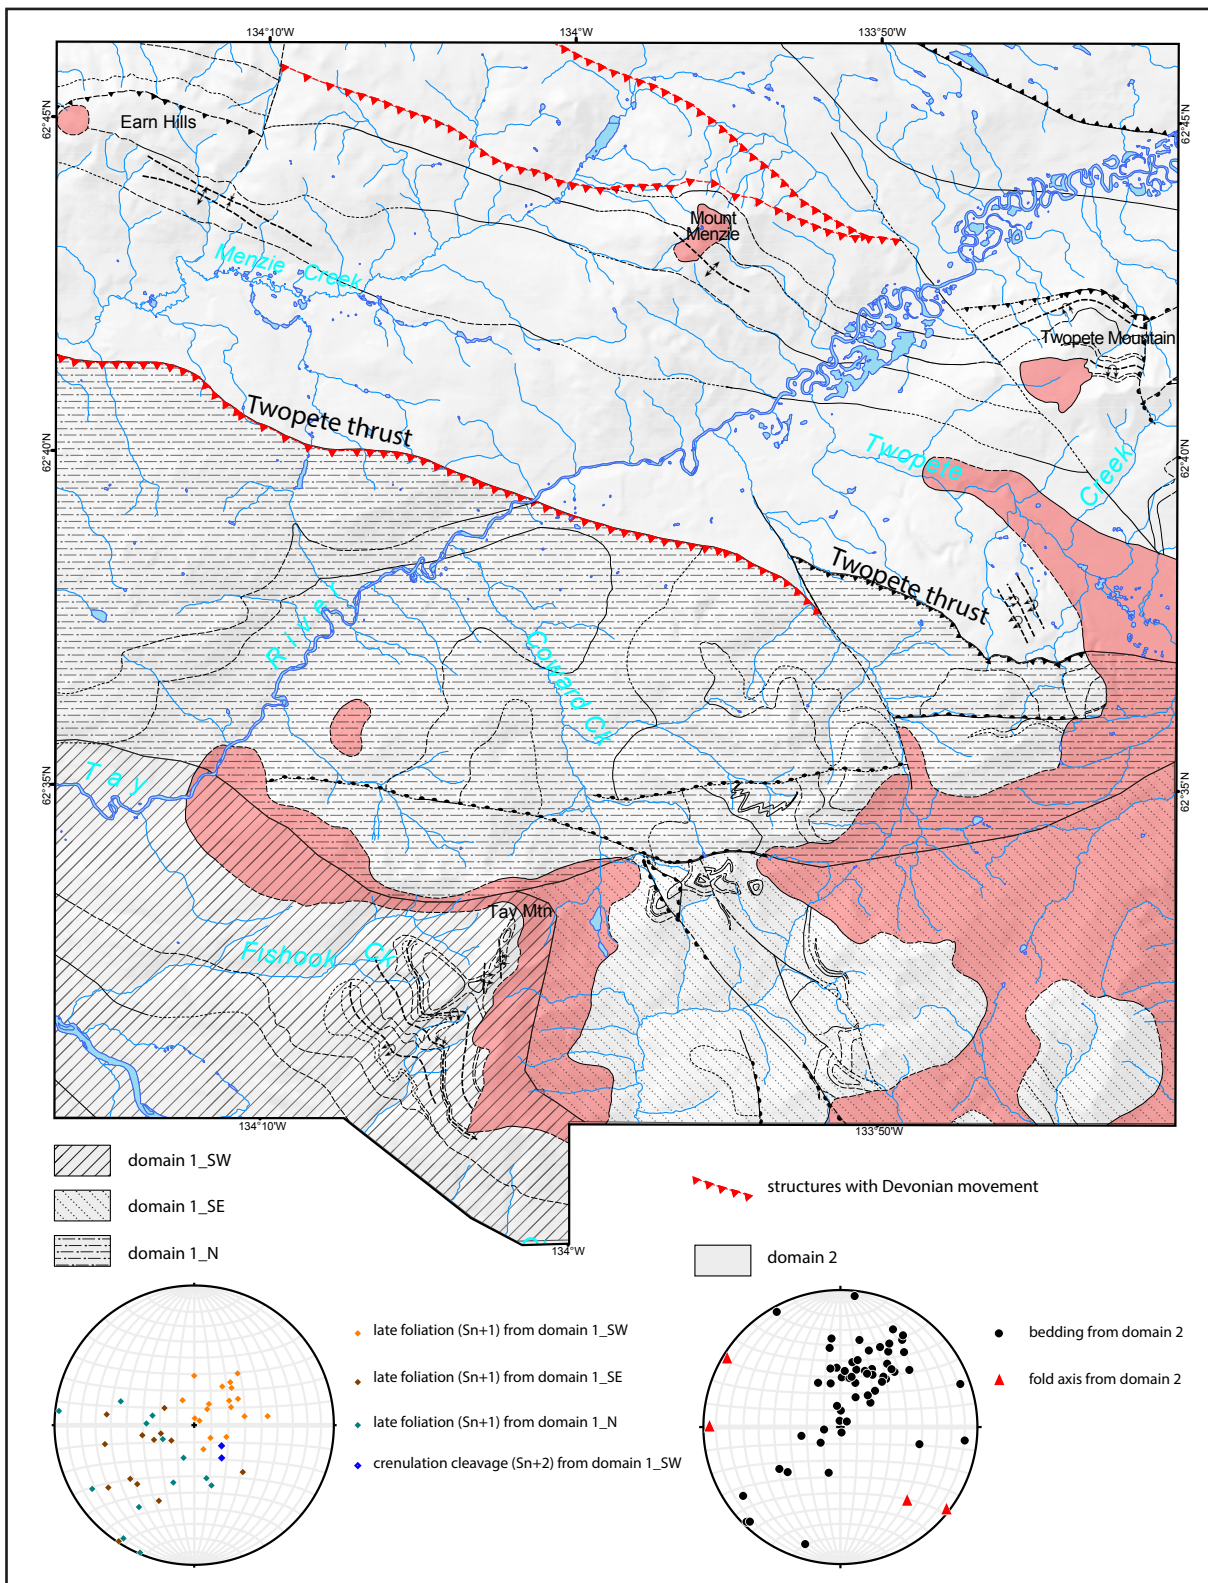 134°10'W
134°W
133°50'W
62°45'N
62°45'N
Earn Hills
Mount
Menzie
Menzie Creek
Twopete Mountain
Twopete thrust
62°40'N
62°40'N
Twopete
Creek
Twopete thrust
River
Coward Ck
Tay
62°35'N
62°35'N
Tay Mtn
Fishook Ck
134°10'W
133°50'W
134°W
domain 1_SW
domain 1_SE
domain 1_N
structures with Devonian movement
domain 2
late foliation (Sn+1) from domain 1_SW
late foliation (Sn+1) from domain 1_SE
late foliation (Sn+1) from domain 1_N
crenulation cleavage (Sn+2) from domain 1_SW
bedding from domain 2
fold axis from domain 2